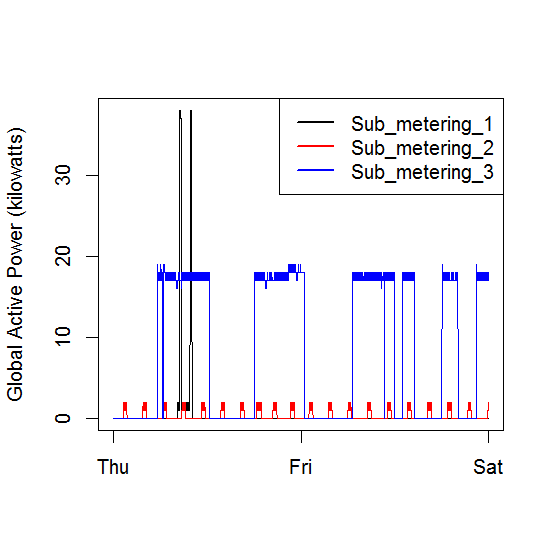 Global Active Power (kilowatts)
30
20
10
0
Sub_metering_1
Sub_metering_2
Sub_metering_3
Thu Fri Sat